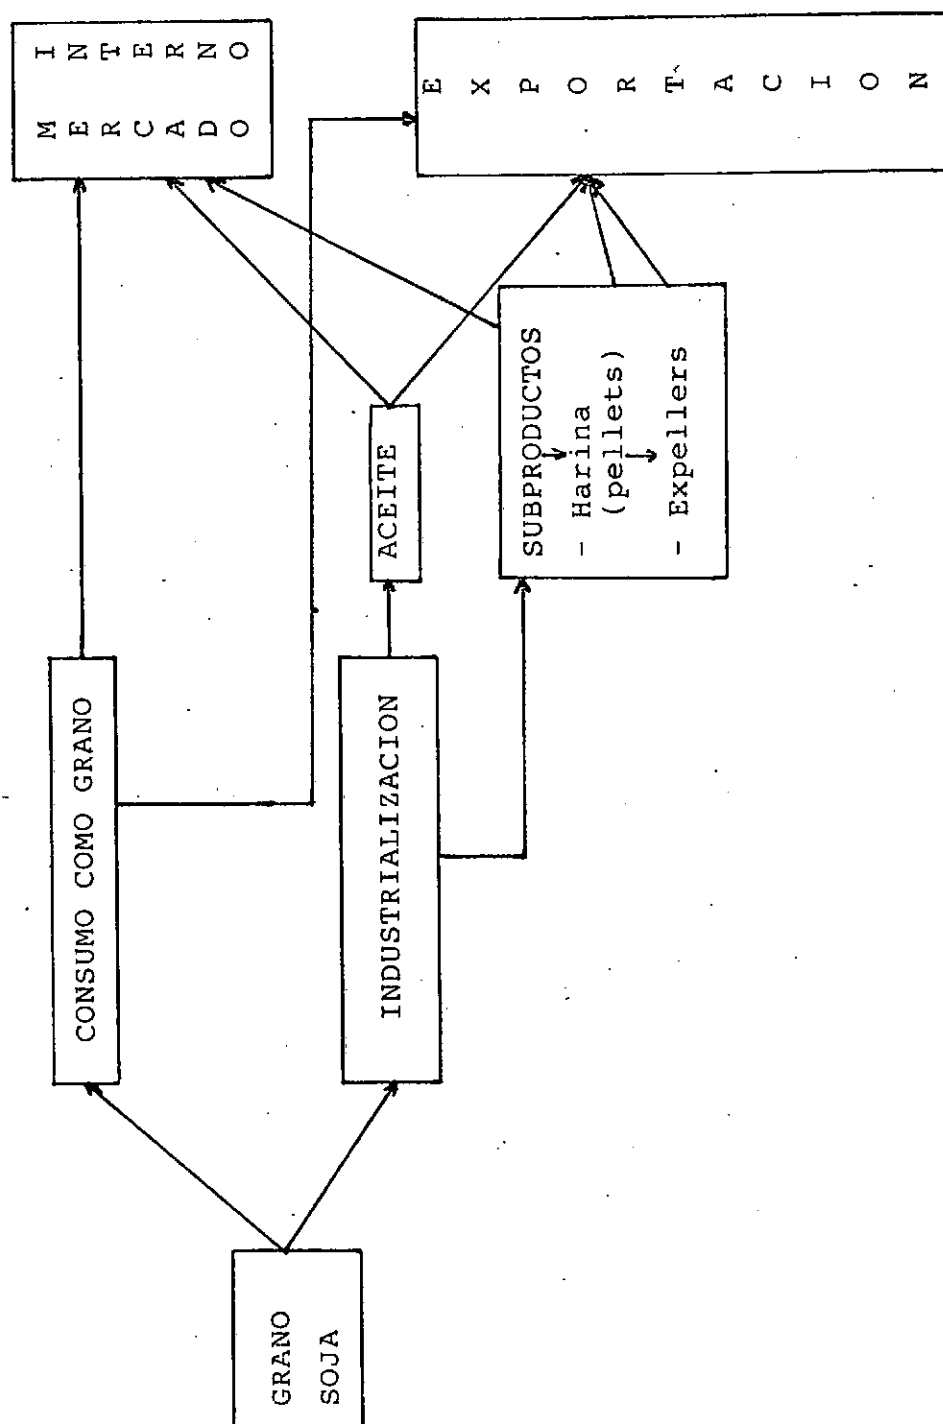 GRANO
SOJA
CONSUMO COMO GRANO
INDUSTRIALIZACION
ACEITE
SUBPRODUCTOS
- Harina
(pellets)
- Expellers
MERCADO
INTERNO
EXPORTACION